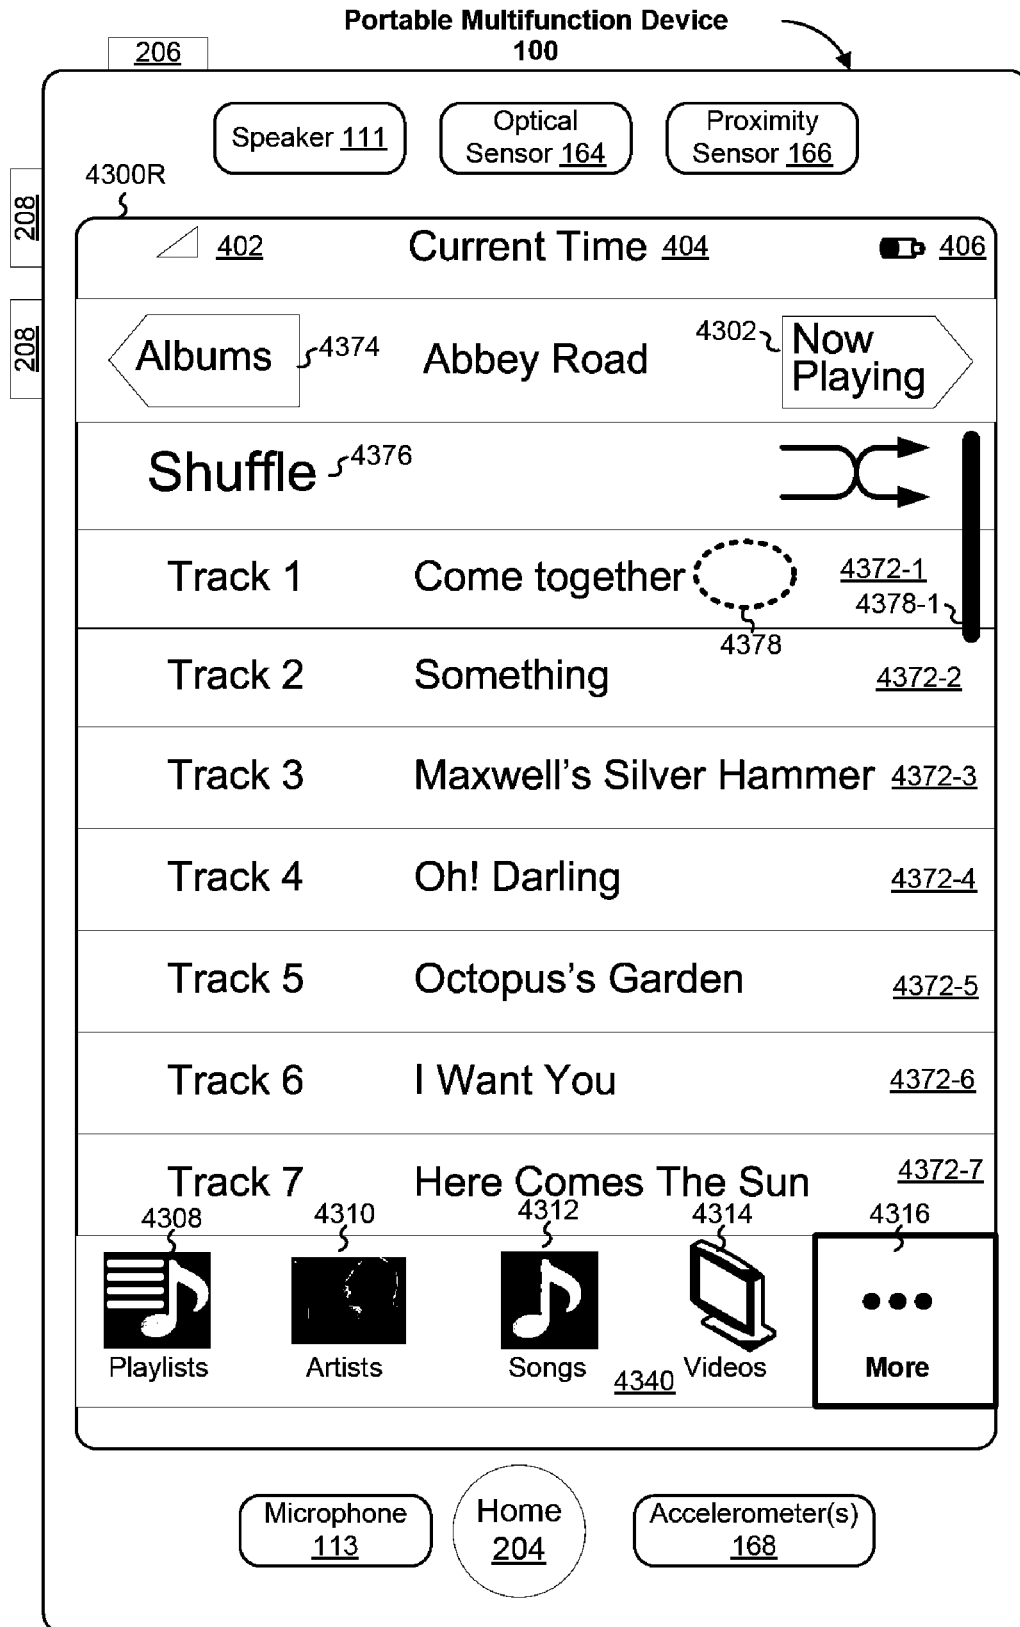 Portable Multifunction Device
100
206
Speaker 111
Optical
Sensor 164
Proximity
Sensor 166
4300R
208
208
402
Current Time 404
406
Albums
4374
Abbey Road
4302
Now
Playing
Shuffle
4376
Track 1
Come together
4372-1
4378-1
4378
Track 2
Something
4372-2
Track 3
Maxwell's Silver Hammer
4372-3
Track 4
Oh! Darling
4372-4
Track 5
Octopus's Garden
4372-5
Track 6
I Want You
4372-6
Track 7
Here Comes The Sun
4372-7
4308
4310
4312
4314
4316
Playlists
Artists
Songs
4340
Videos
More
Microphone
113
Home
204
Accelerometer(s)
168